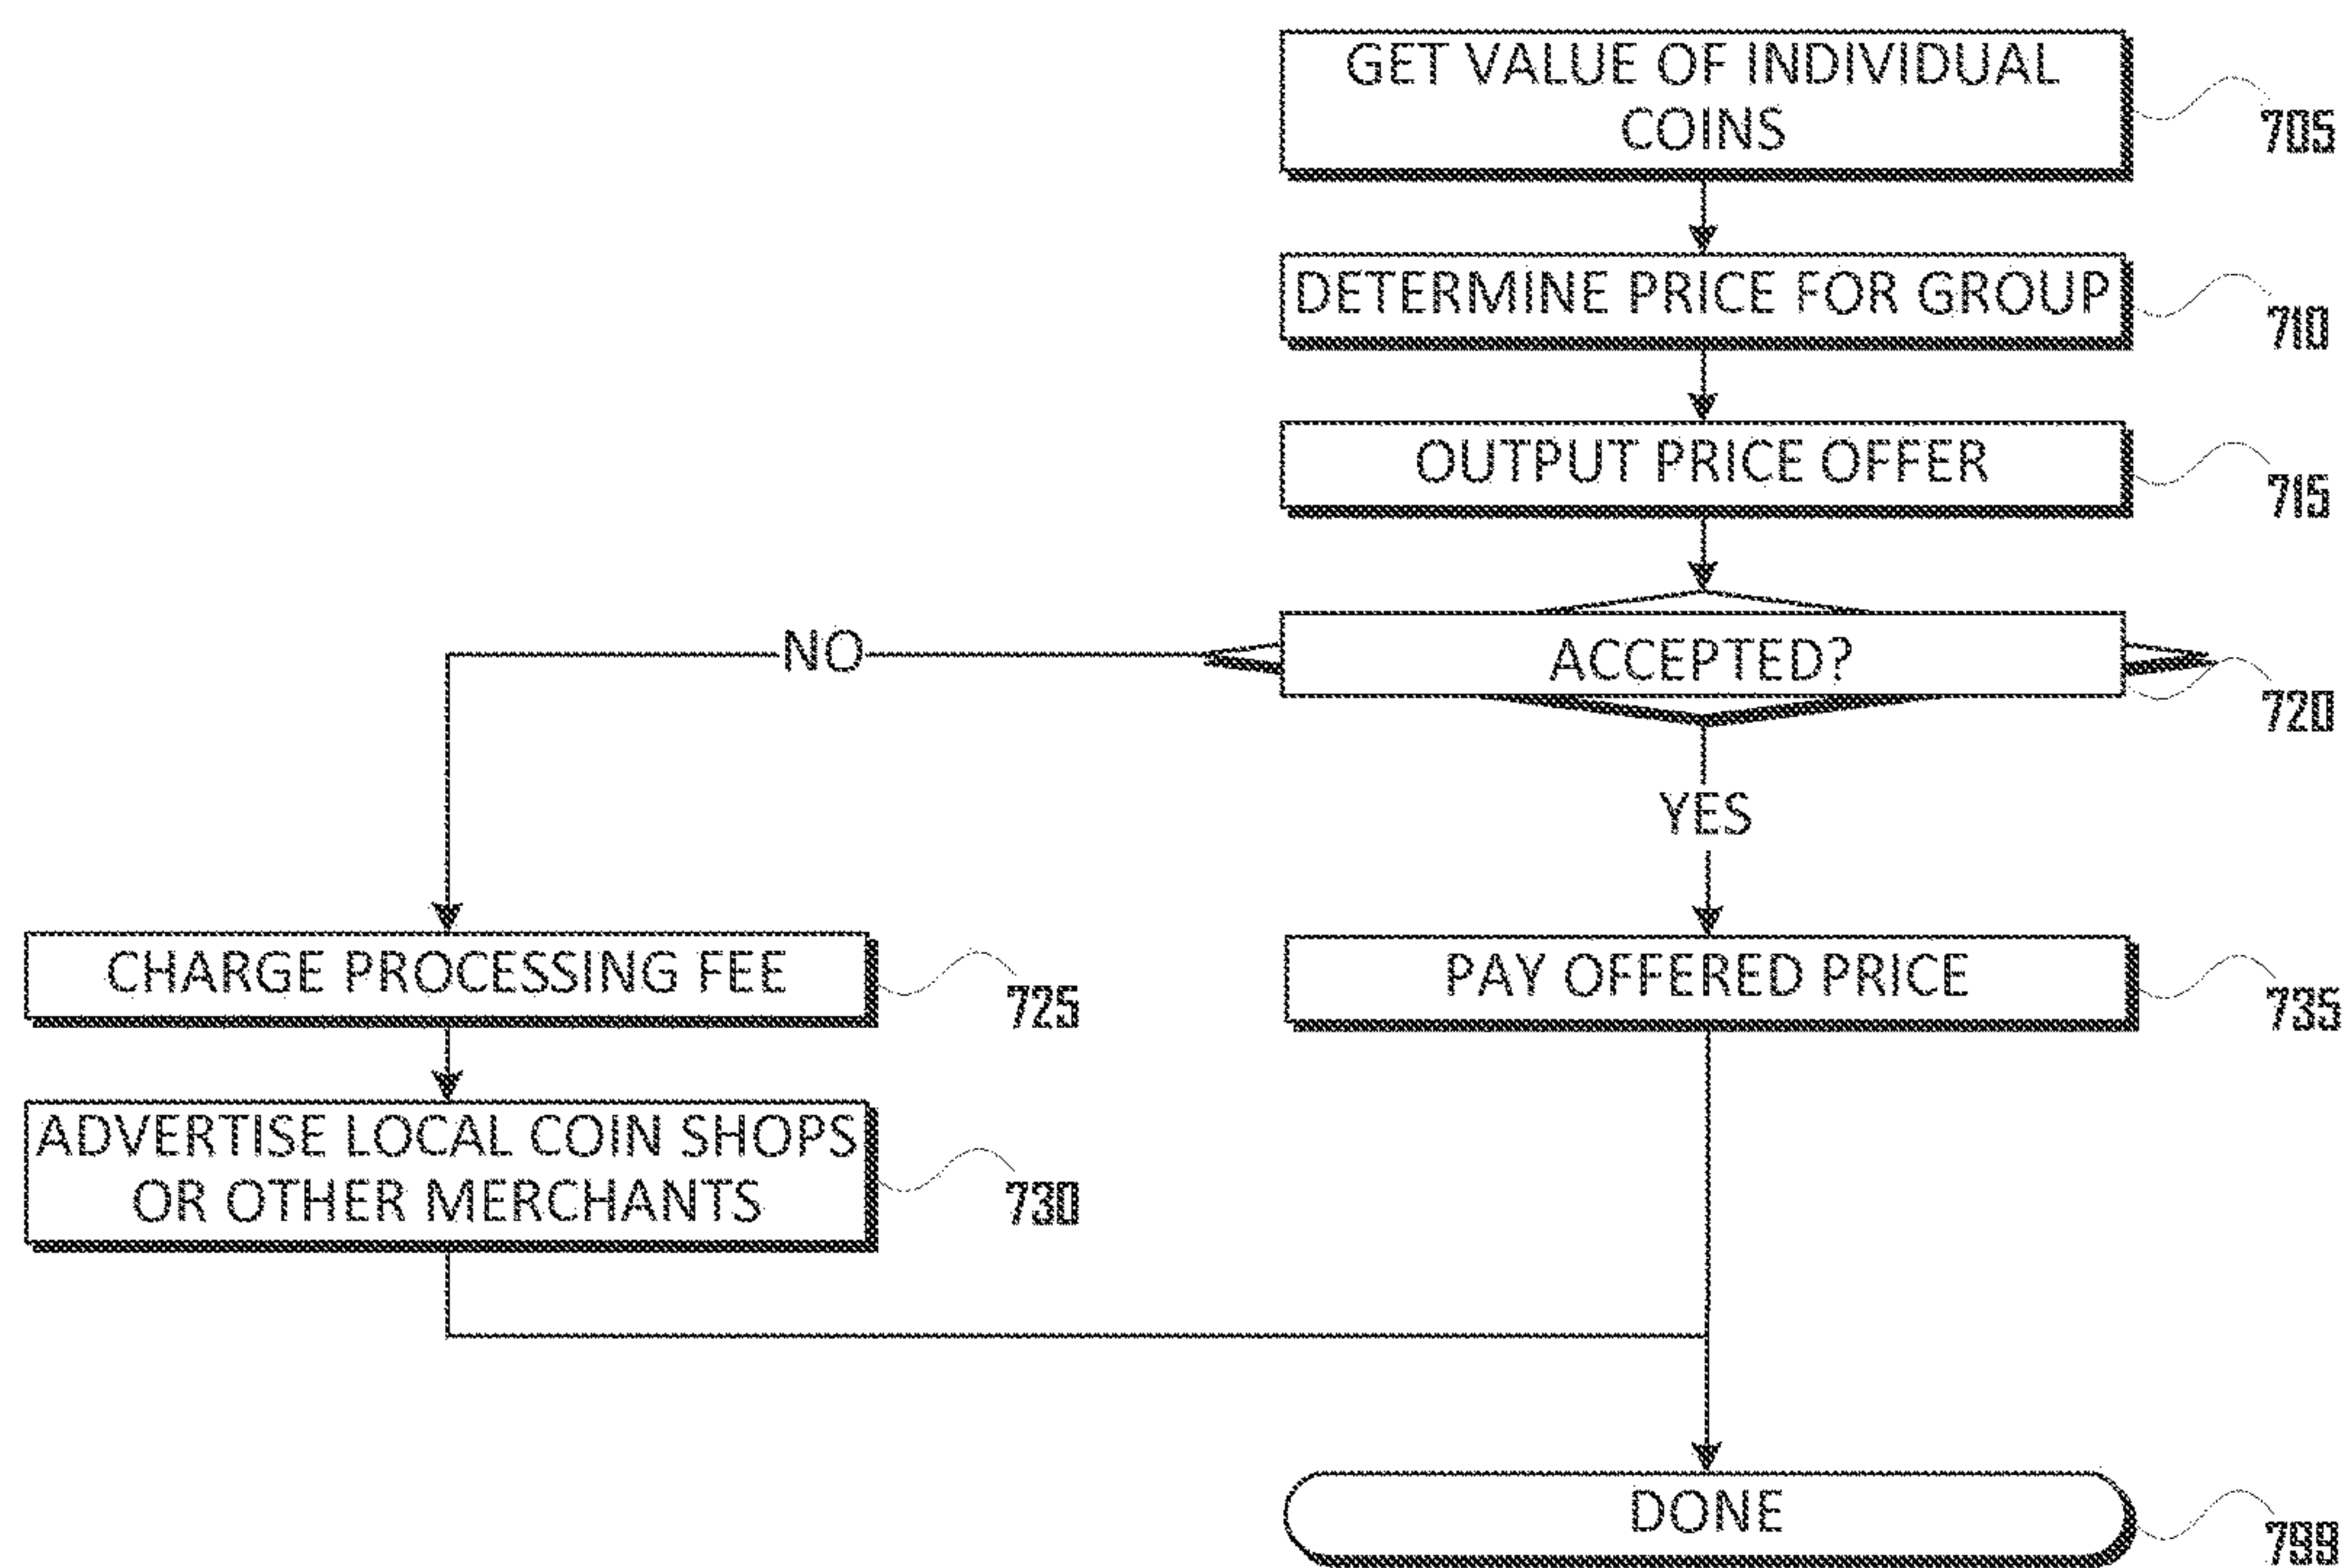 GET VALUE OF INDIVIDUAL
COINS
705
DETERMINE PRICE FOR GROUP
710
OUTPUT PRICE OFFER
715
NO
ACCEPTED?
720
YES
CHARGE PROCESSING FEE
725
PAY OFFERED PRICE
735
ADVERTISE LOCAL COIN SHOPS
OR OTHER MERCHANTS
730
DONE
799